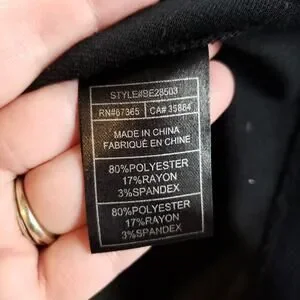 STYLE#BE28503
RN#67365 CA# 35884
MADE IN CHINA
FABRIQUÉ EN CHINE
80%POLYESTER
17%RAYON
3%SPANDEX
80%POLYESTER
17%RAYON
3%SPANDEX